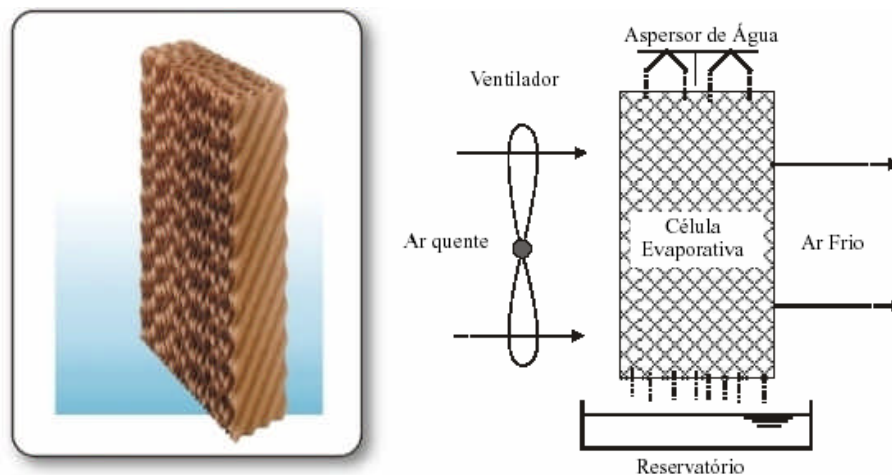 Aspersor de Água
Ventilador
Ar quente
Célula
Evaporativa
Ar Frio
Reservatório